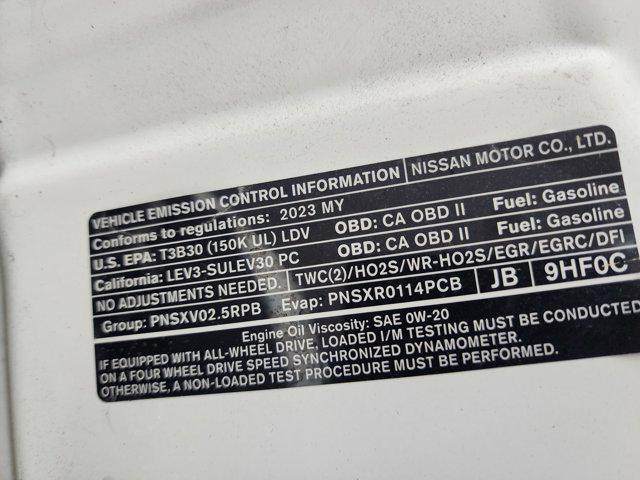 VEHICLE EMISSION CONTROL INFORMATION NISSAN MOTOR CO., LTD.
Conforms to regulations: 2023 MY
U.S. EPA: T3B30 (150K UL) LDV OBD: CA OBD II Fuel: Gasoline
California: LEV3-SULEV30 PC OBD: CA OBD II Fuel: Gasoline
NO ADJUSTMENTS NEEDED. TWC(2)/HO2S/WR-HO2S/EGR/EGRC/DFI
Group: PNSXV02.5RPB Evap: PNSXR0114PCB JB 9HF0C
Engine Oil Viscosity: SAE 0W-20
IF EQUIPPED WITH ALL-WHEEL DRIVE, LOADED I/M TESTING MUST BE CONDUCTED
ON A FOUR WHEEL DRIVE SPEED SYNCHRONIZED DYNAMOMETER.
OTHERWISE, A NON-LOADED TEST PROCEDURE MUST BE PERFORMED.